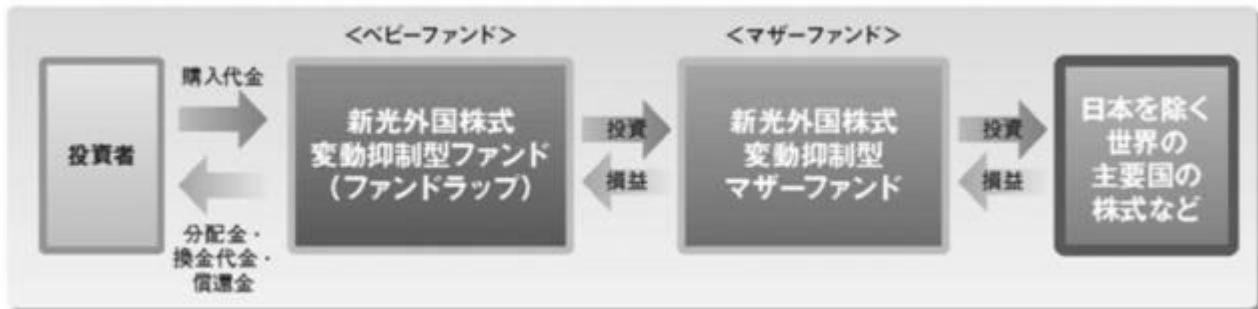 <ベビーファンド>
<マザーファンド>
投資者
購入代金
分配金・
換金代金・
償還金
新光外国株式
変動抑制型ファンド
(ファンドラップ)
投資
損益
新光外国株式
変動抑制型
マザーファンド
投資
損益
日本を除く
世界の
主要国の
株式など